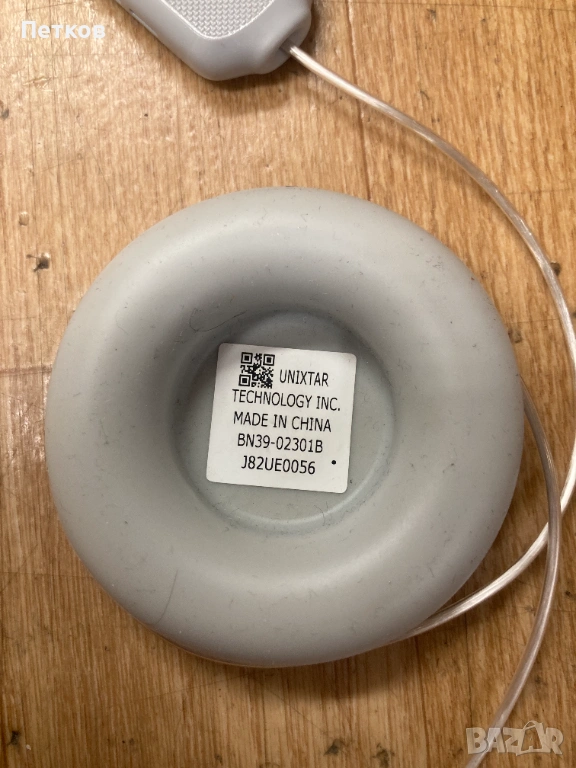 Петков
UNIXTAR
TECHNOLOGY INC.
MADE IN CHINA
BN39-02301B
J82UE0056
BAZAR